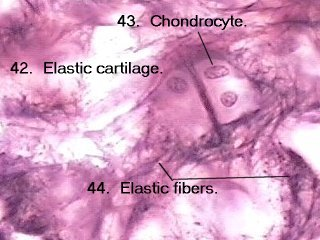 43. Chondrocyte.
42. Elastic cartilage.
44. Elastic fibers.